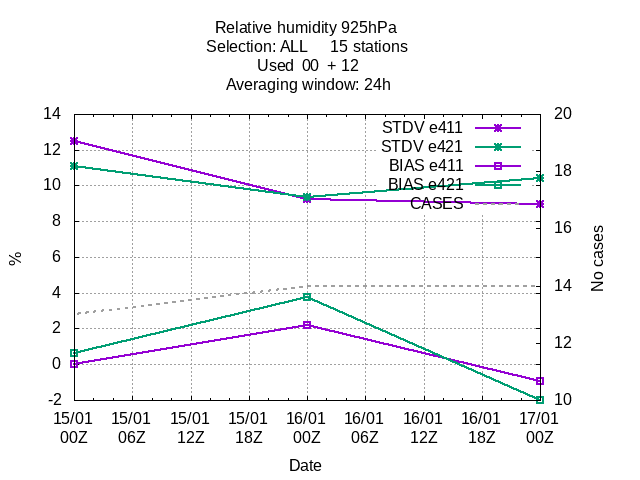 Relative humidity 925hPa
Selection: ALL     15 stations
Used  00  + 12
Averaging window: 24h
14
12
10
8
6
4
2
0
-2
%
20
18
16
14
12
10
No cases
STDV e411
STDV e421
BIAS e411
BIAS e421
CASES
15/01 15/01 15/01 15/01 16/01 16/01 16/01 16/01 17/01
00Z 06Z 12Z 18Z 00Z 06Z 12Z 18Z 00Z
Date